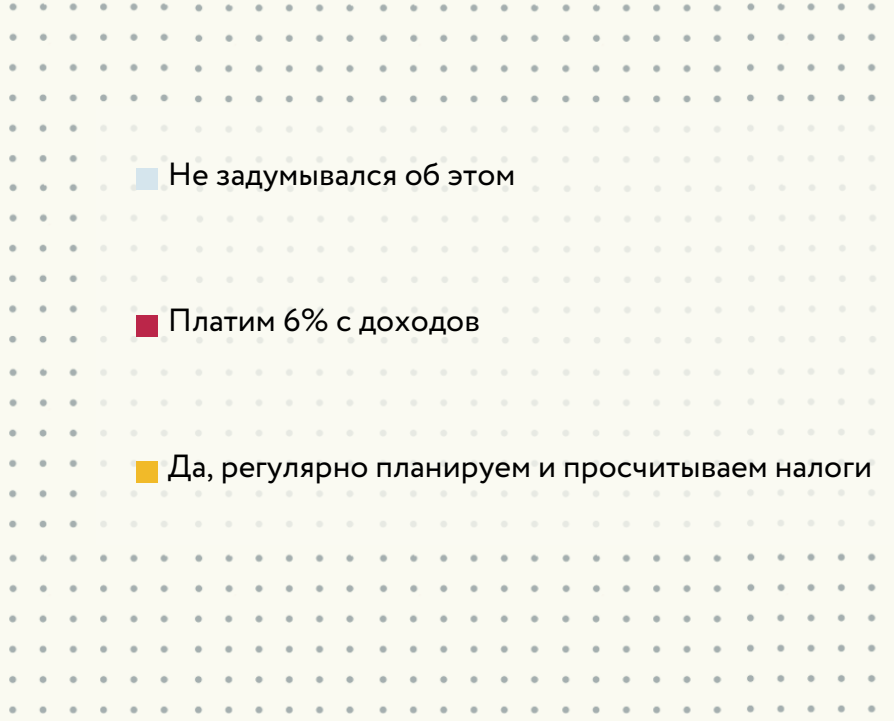 Не задумывался об этом
Платим 6% с доходов
Да, регулярно планируем и просчитываем налоги